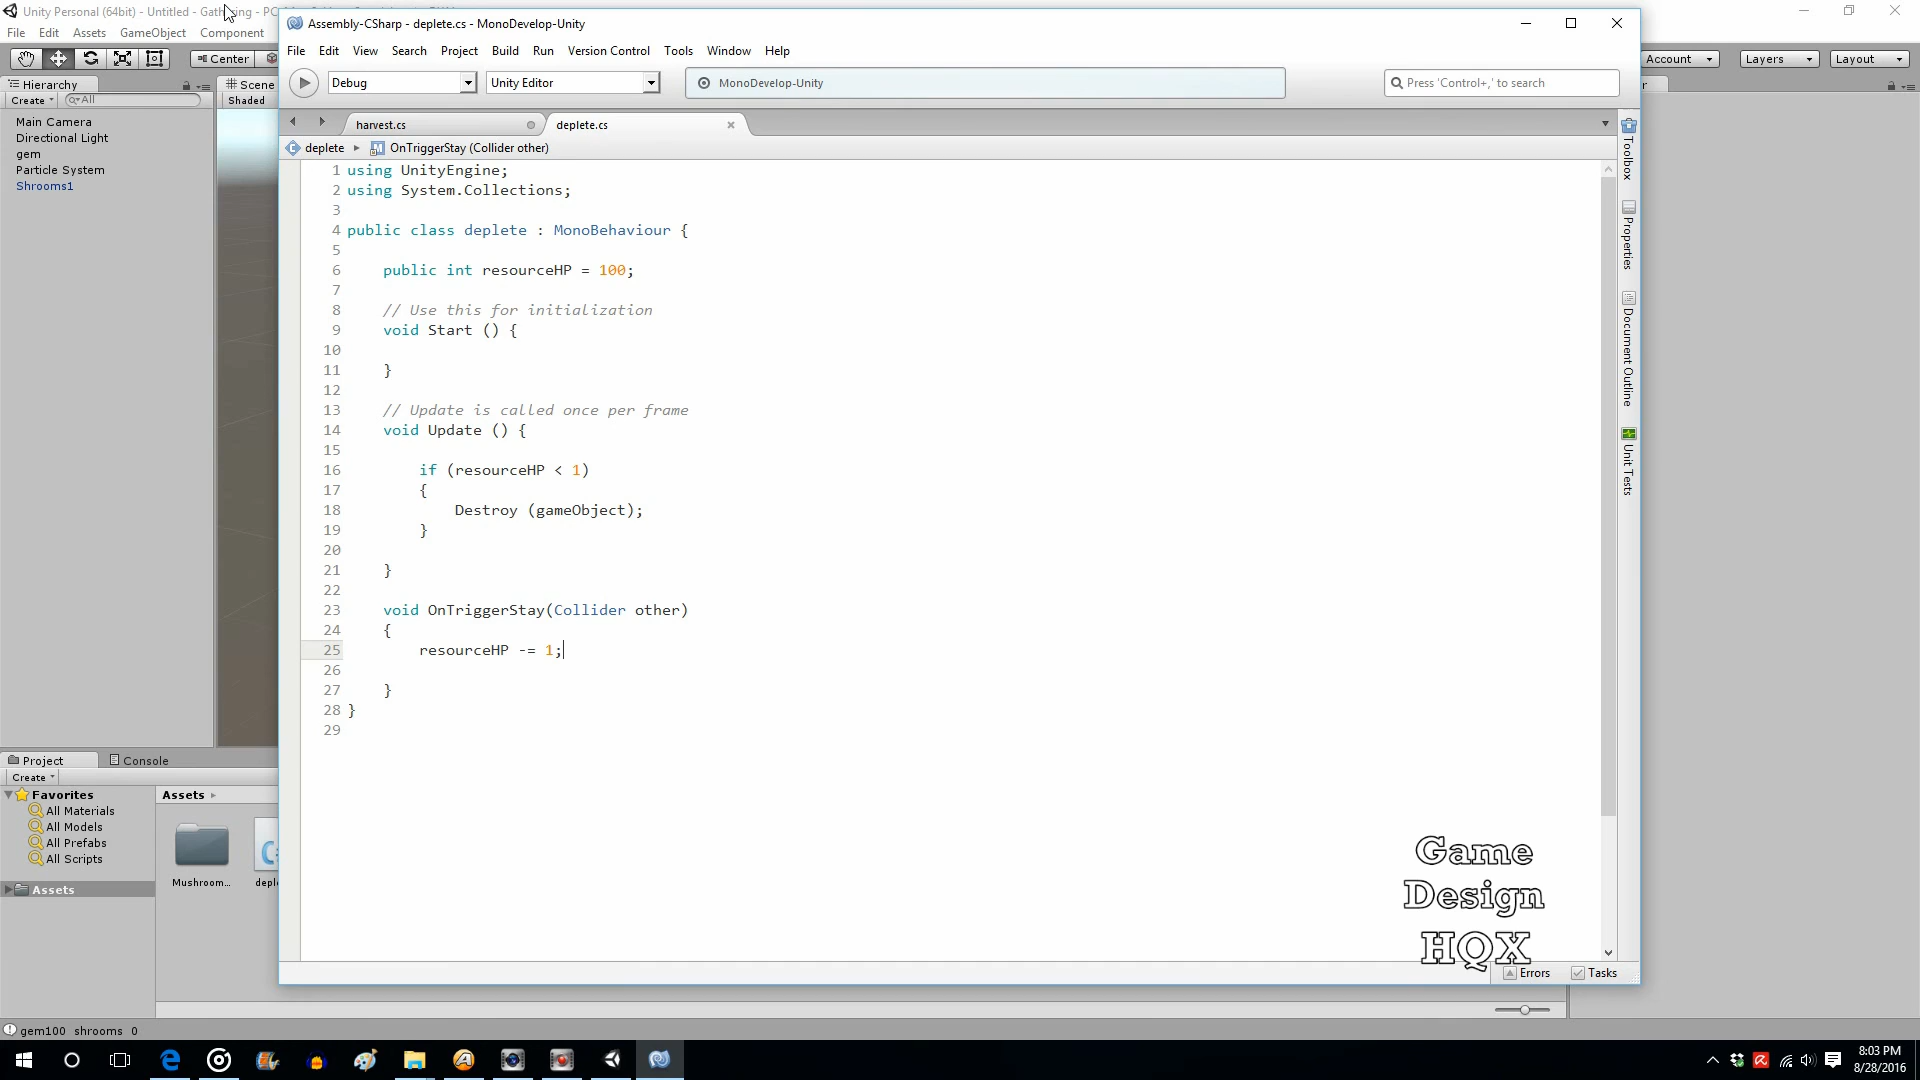 Unity Personal (64bit) - Untitled - Gathering - PC
File Edit Assets GameObject Component
Center
Account Layers Layout
Hierarchy
Create All
Main Camera
Directional Light
gem
Particle System
Shrooms1
Scene
Shaded
Assembly-CSharp - deplete.cs - MonoDevelop-Unity
File Edit View Search Project Build Run Version Control Tools Window Help
Debug Unity Editor MonoDevelop-Unity Press 'Control+,' to search
harvest.cs deplete.cs
deplete OnTriggerStay (Collider other)
1 using UnityEngine;
2 using System.Collections;
3
4 public class deplete : MonoBehaviour {
5
6 public int resourceHP = 100;
7
8 // Use this for initialization
9 void Start () {
10
11 }
12
13 // Update is called once per frame
14 void Update () {
15
16 if (resourceHP < 1)
17 {
18 Destroy (gameObject);
19 }
20
21 }
22
23 void OnTriggerStay(Collider other)
24 {
25 resourceHP -= 1;
26
27 }
28 }
29
Toolbox
Properties
Document Outline
Unit Tests
Game
Design
HQX
Errors Tasks
Project Console
Create
Favorites
All Materials
All Models
All Prefabs
All Scripts
Assets
Assets
Mushroom... deple
gem100 shrooms 0
8:03 PM
8/28/2016